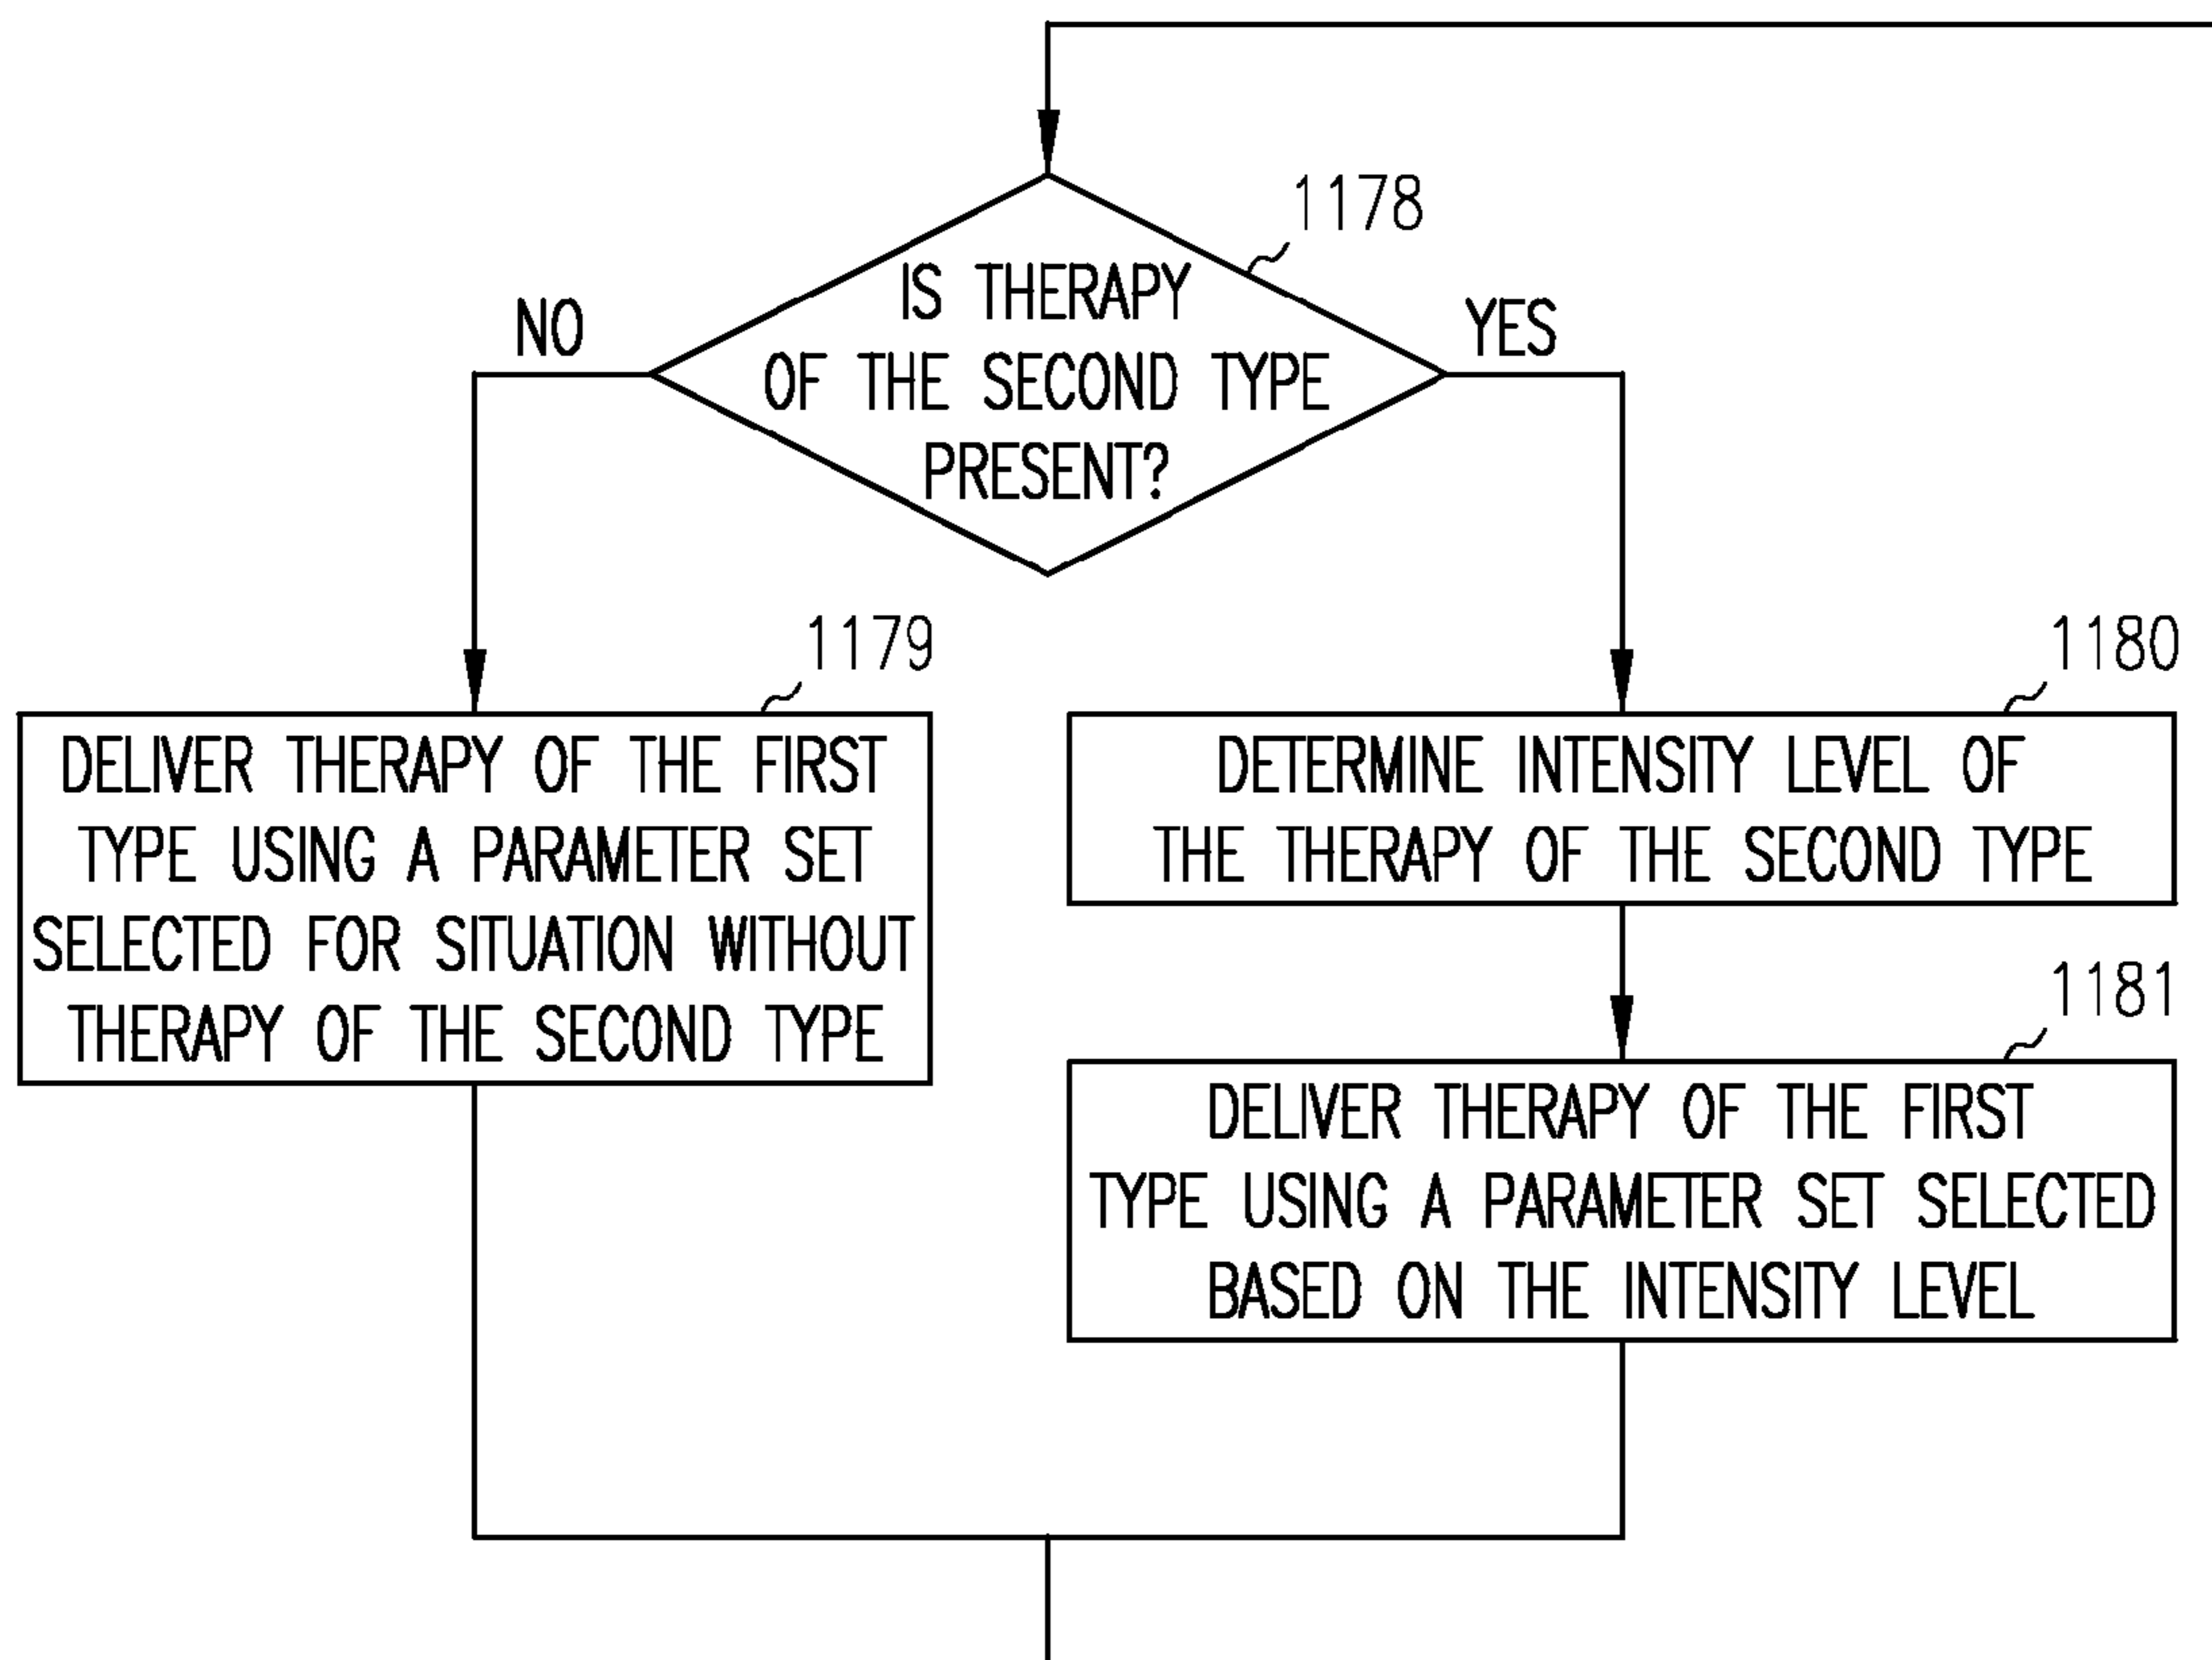 1178
IS THERAPY
OF THE SECOND TYPE
PRESENT?
NO
YES
1179
DELIVER THERAPY OF THE FIRST
TYPE USING A PARAMETER SET
SELECTED FOR SITUATION WITHOUT
THERAPY OF THE SECOND TYPE
1180
DETERMINE INTENSITY LEVEL OF
THE THERAPY OF THE SECOND TYPE
1181
DELIVER THERAPY OF THE FIRST
TYPE USING A PARAMETER SET SELECTED
BASED ON THE INTENSITY LEVEL